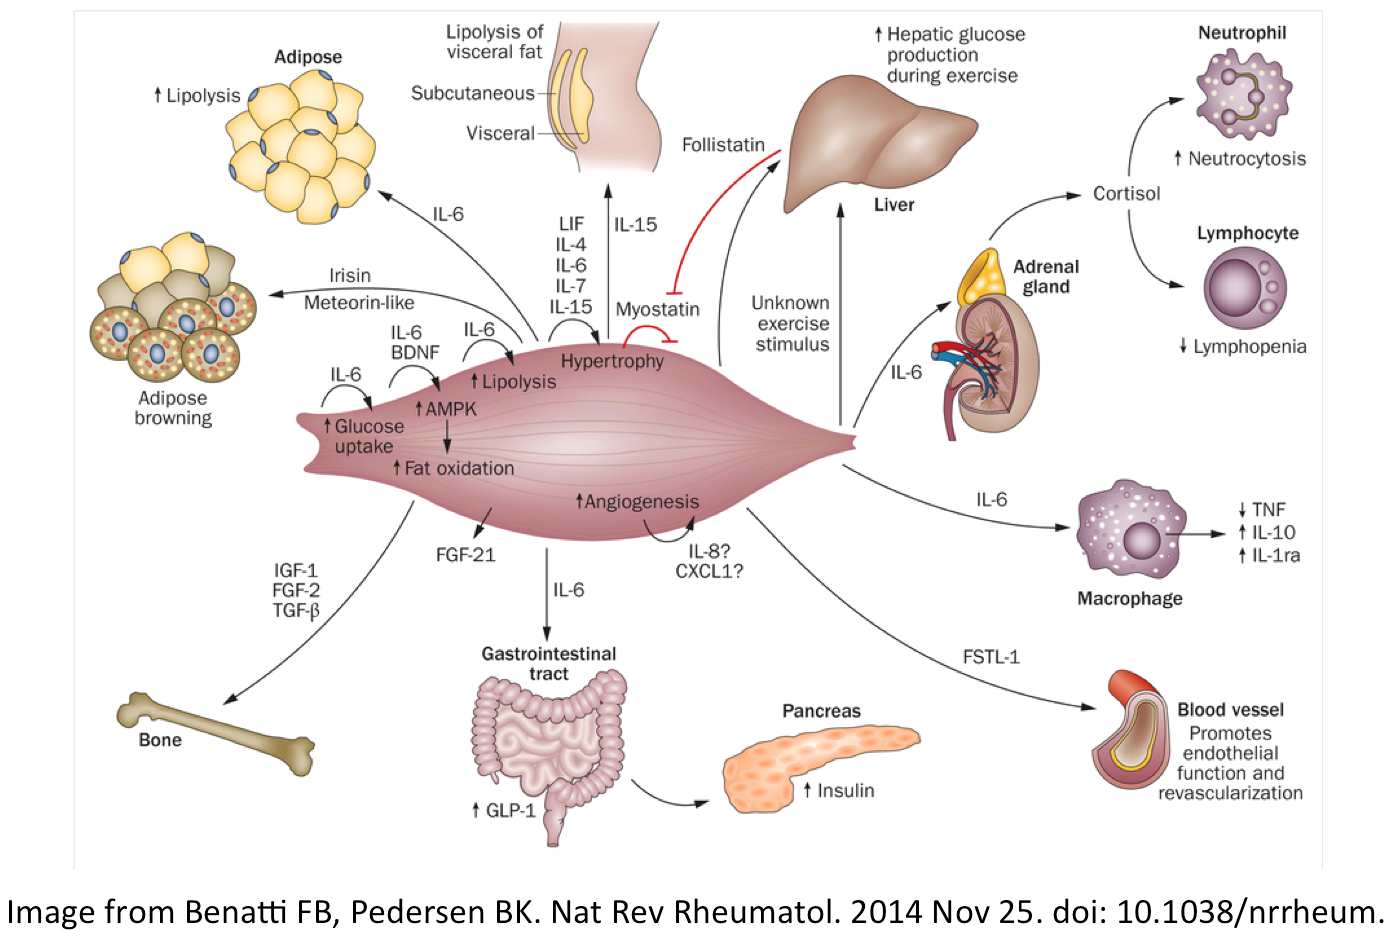 Adipose
↑ Lipolysis
Lipolysis of
visceral fat
Subcutaneous
Visceral
↑ Hepatic glucose
production
during exercise
Liver
Follistatin
Neutrophil
↑ Neutrocytosis
Cortisol
Lymphocyte
↓ Lymphopenia
Adrenal
gland
IL-6
Irisin
Meteorin-like
Adipose
browning
IL-6
IL-6
BDNF
IL-6
LIF
IL-4
IL-6
IL-7
IL-15
IL-15
Myostatin
Unknown
exercise
stimulus
IL-6
Hypertrophy
↑ Lipolysis
↑ AMPK
↑ Glucose
uptake
↑ Fat oxidation
↑ Angiogenesis
IL-8?
CXCL1?
FGF-21
IL-6
IGF-1
FGF-2
TGF-β
Bone
Gastrointestinal
tract
↑ GLP-1
Pancreas
↑ Insulin
IL-6
Macrophage
↓ TNF
↑ IL-10
↑ IL-1ra
FSTL-1
Blood vessel
Promotes
endothelial
function and
revascularization
Image from Benatti FB, Pedersen BK. Nat Rev Rheumatol. 2014 Nov 25. doi: 10.1038/nrrheum.